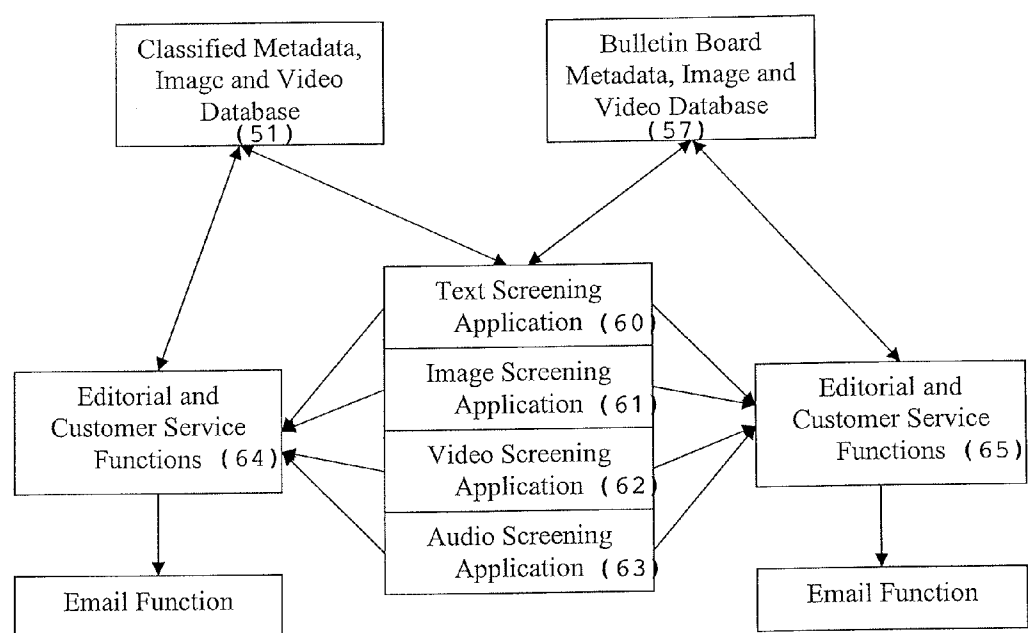 Classified Metadata,
Image and Video
Database
(51)
Bulletin Board
Metadata, Image and
Video Database
(57)
Text Screening
Application (60)
Image Screening
Application (61)
Video Screening
Application (62)
Audio Screening
Application (63)
Editorial and
Customer Service
Functions (64)
Editorial and
Customer Service
Functions (65)
Email Function
Email Function